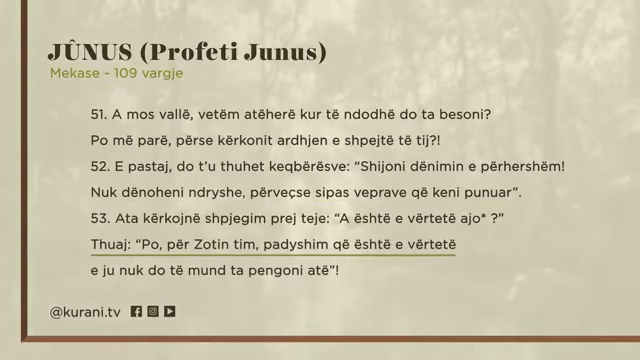 JÛNUS (Profeti Junus)
Mekase - 109 vargje
51. A mos vallë, vetëm atëherë kur të ndodhë do ta besoni?
Po më parë, përse kërkonit ardhjen e shpejtë të tij?!
52. E pastaj, do t'u thuhet keqbërësve: “Shijoni dënimin e përhershëm!
Nuk dënoheni ndryshe, përveçse sipas veprave që keni punuar”.
53. Ata kërkojnë shpjegim prej teje: “A është e vërtetë ajo* ?”
Thuaj: “Po, për Zotin tim, padyshim që është e vërtetë
e ju nuk do të mund ta pengoni atë”!
@kurani.tv